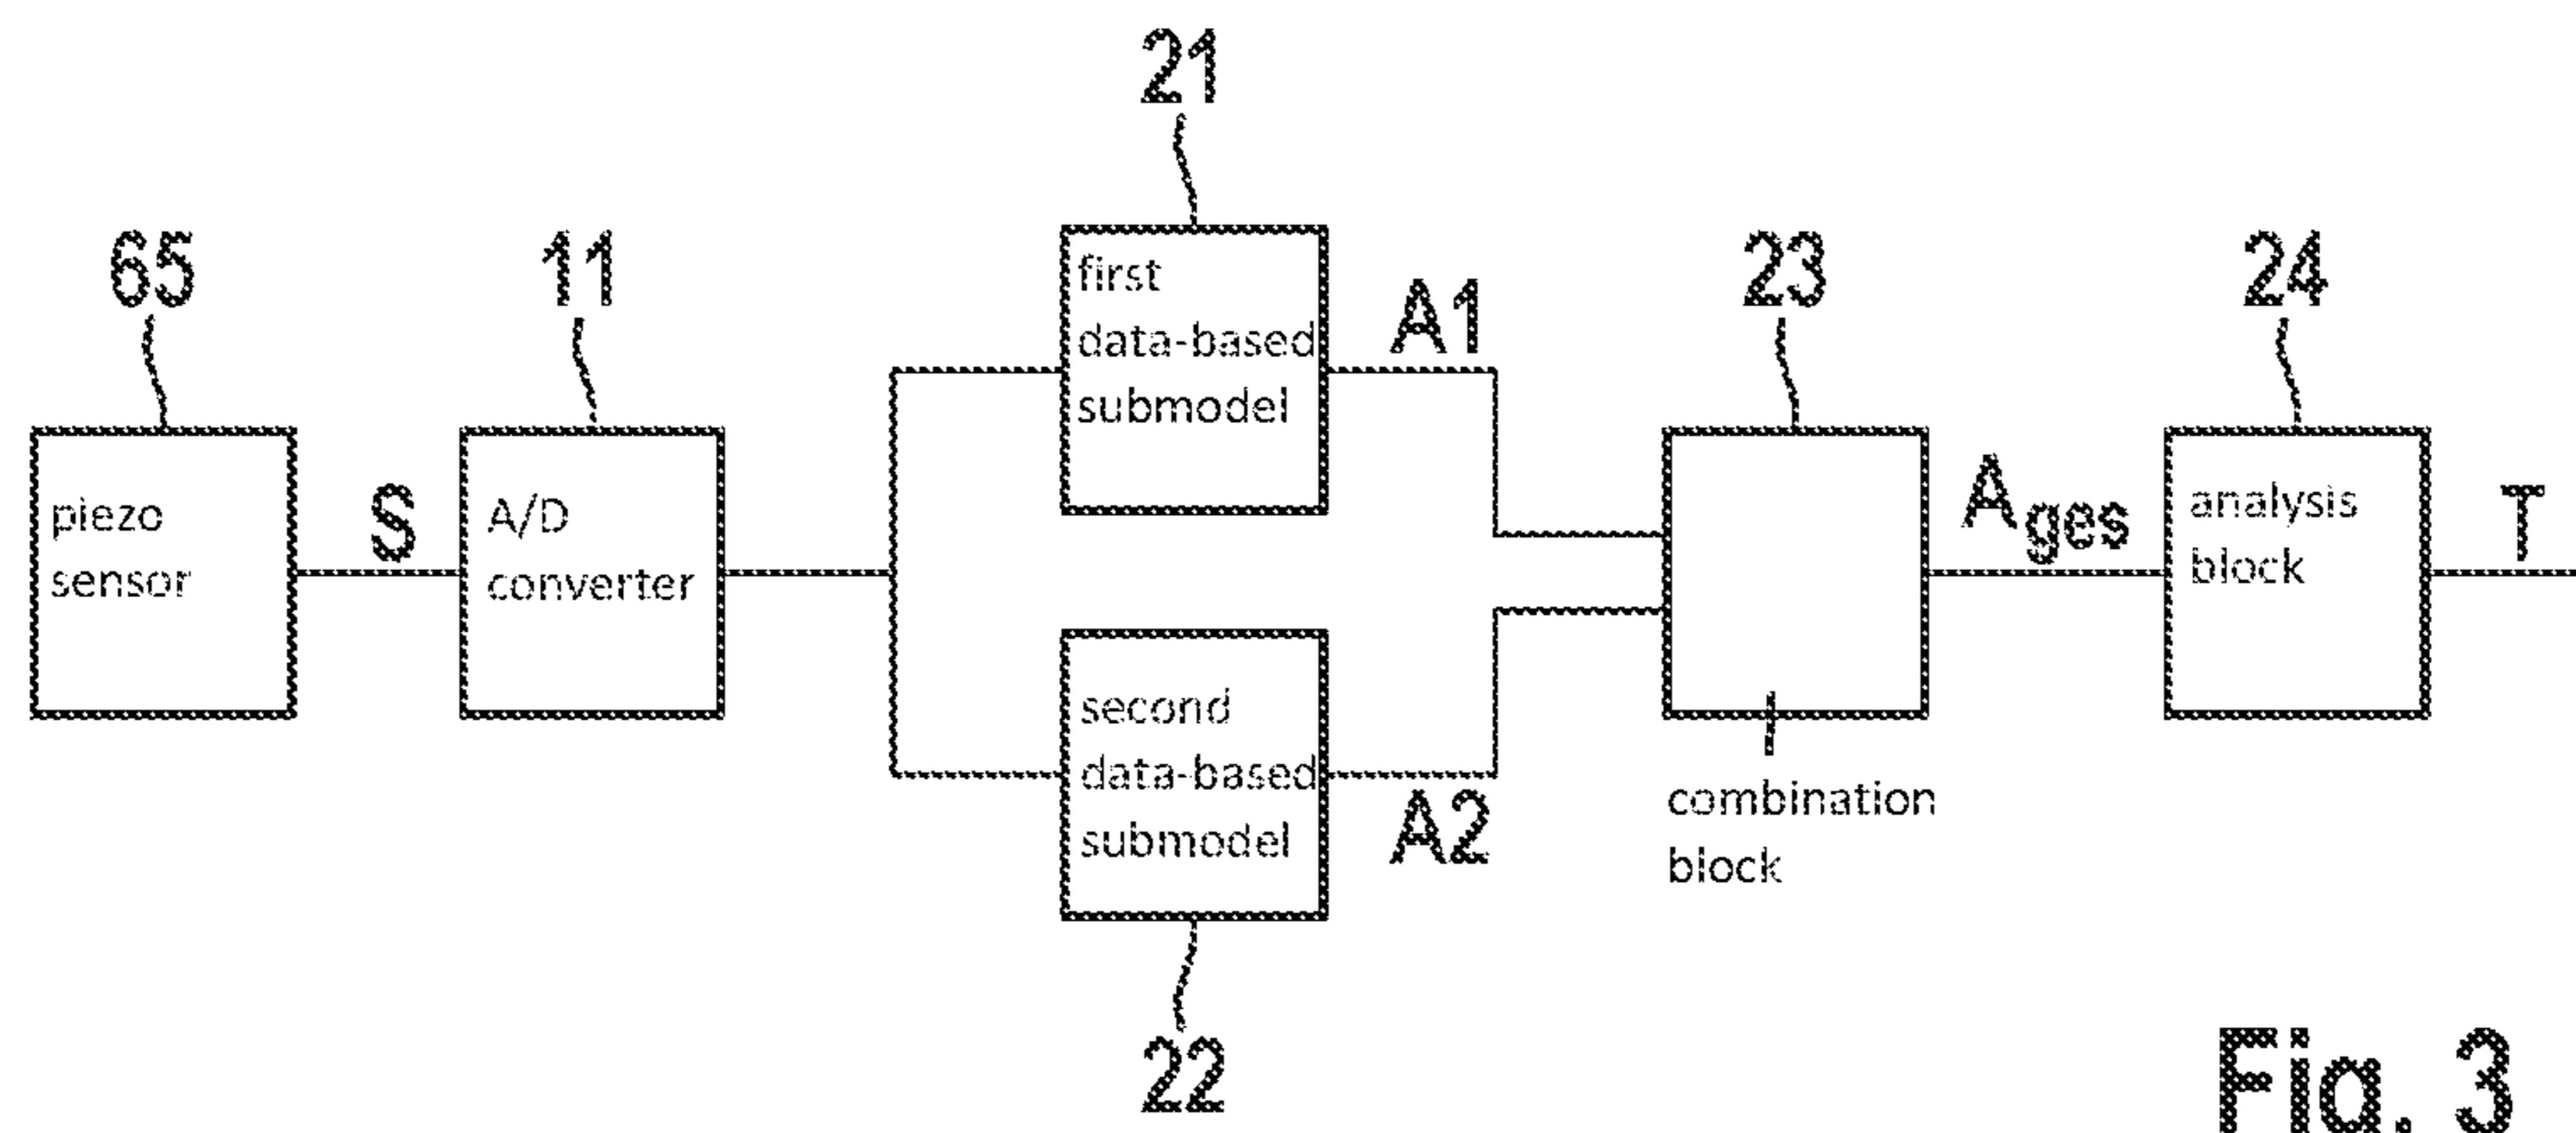 21
65
11
23
24
first
data-based
submodel
A1
piezo
sensor
S
A/D
converter
Ages
analysis
block
T
second
data-based
submodel
A2
combination
block
22
Fig. 3